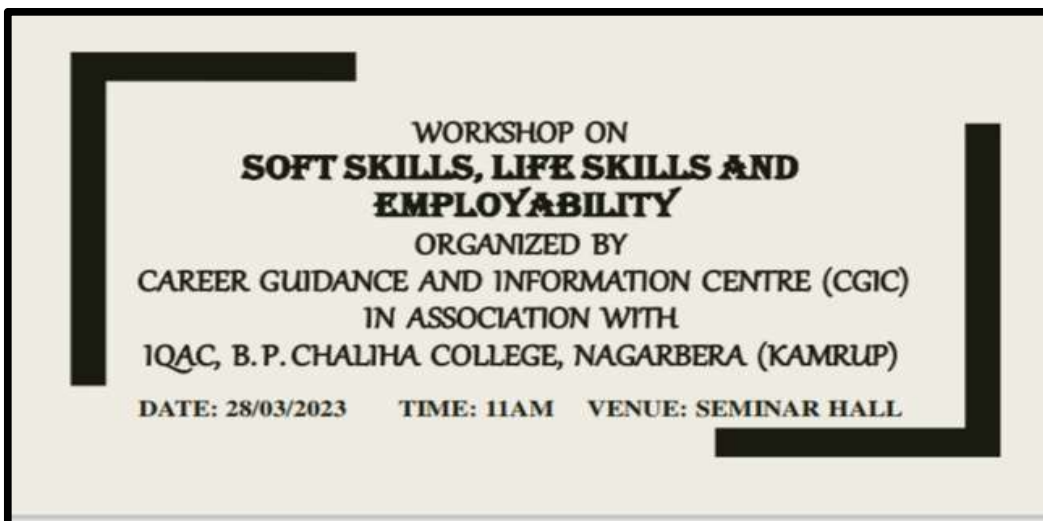 WORKSHOP ON
SOFT SKILLS, LIFE SKILLS AND
EMPLOYABILITY
ORGANIZED BY
CAREER GUIDANCE AND INFORMATION CENTRE (CGIC)
IN ASSOCIATION WITH
IQAC, B.P. CHALIHA COLLEGE, NAGARBERA (KAMRUP)
DATE: 28/03/2023 TIME: 11AM VENUE: SEMINAR HALL